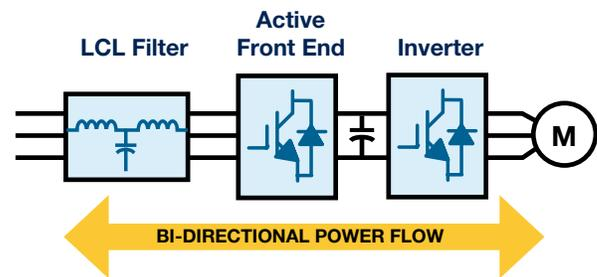 LCL Filter
Active
Front End
Inverter
M
BI-DIRECTIONAL POWER FLOW